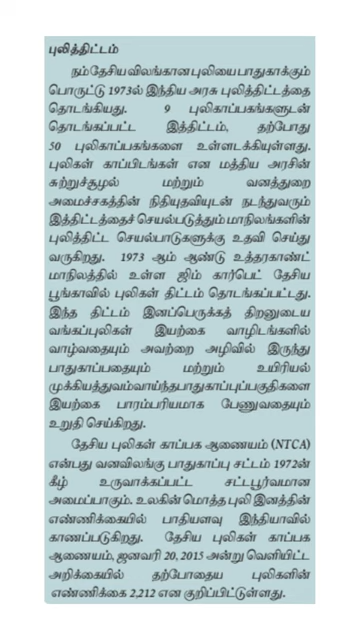 புலித்திட்டம்
நம்தேசியவிலங்கானபுலியைபாதுகாக்கும்
பொருட்டு 1973ல் இந்திய அரசு புலித்திட்டத்தை
தொடங்கியது. 9 புலிகாப்பகங்களுடன்
தொடங்கப்பட்ட இத்திட்டம், தற்போது
50 புலிகாப்பகங்களை உள்ளடக்கியுள்ளது.
புலிகள் காப்பிடங்கள் என மத்திய அரசின்
சுற்றுச்சூழல் மற்றும் வனத்துறை
அமைச்சகத்தின் நிதியுதவியுடன் நடந்துவரும்
இத்திட்டத்தைச் செயல்படுத்தும் மாநிலங்களின்
புலித்திட்ட செயல்பாடுகளுக்கு உதவி செய்து
வருகிறது. 1973 ஆம் ஆண்டு உத்தரகாண்ட்
மாநிலத்தில் உள்ள ஜிம் கார்பெட் தேசிய
பூங்காவில் புலிகள் திட்டம் தொடங்கப்பட்டது.
இந்த திட்டம் இனப்பெருக்கத் திறனுடைய
வங்கப்புலிகள் இயற்கை வாழிடங்களில்
வாழ்வதையும் அவற்றை அழிவில் இருந்து
பாதுகாப்பதையும் மற்றும் உயிரியல்
முக்கியத்துவம்வாய்ந்தபாதுகாப்புப்பகுதிகளை
இயற்கை பாரம்பரியமாக பேணுவதையும்
உறுதி செய்கிறது.
தேசிய புலிகள் காப்பக ஆணையம் (NTCA)
என்பது வனவிலங்கு பாதுகாப்பு சட்டம் 1972ன்
கீழ் உருவாக்கப்பட்ட சட்டபூர்வமான
அமைப்பாகும். உலகின் மொத்த புலி இனத்தின்
எண்ணிக்கையில் பாதியளவு இந்தியாவில்
காணப்படுகிறது. தேசிய புலிகள் காப்பக
ஆணையம், ஜனவரி 20, 2015 அன்று வெளியிட்ட
அறிக்கையில் தற்போதைய புலிகளின்
எண்ணிக்கை 2,212 என குறிப்பிட்டுள்ளது.